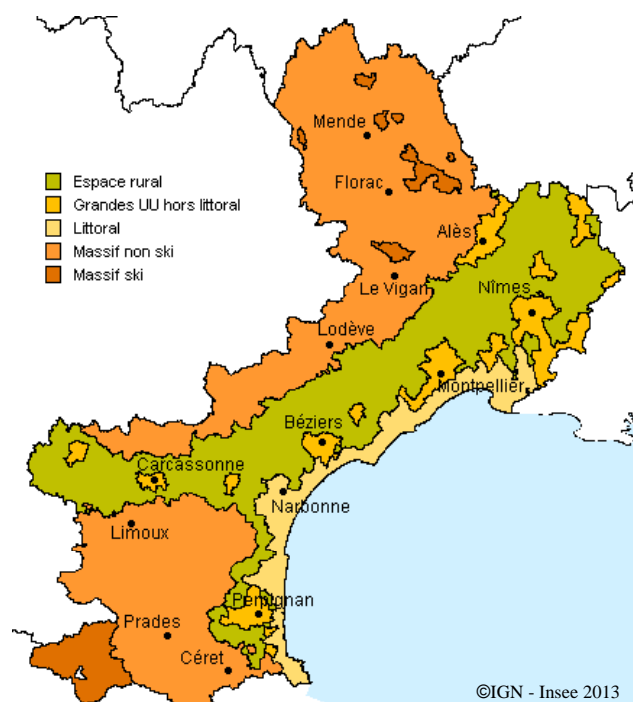 Mende
Espace rural
Florac
Grandes UU hors littoral
Littoral
Alès
Massif non ski
Massif ski
Le Vigan
Nîmes
Lodève
Montpellier
Béziers
Carcassonne
Narbonne
Limoux
Perpignan
Prades
Céret
©IGN - Insee 2013